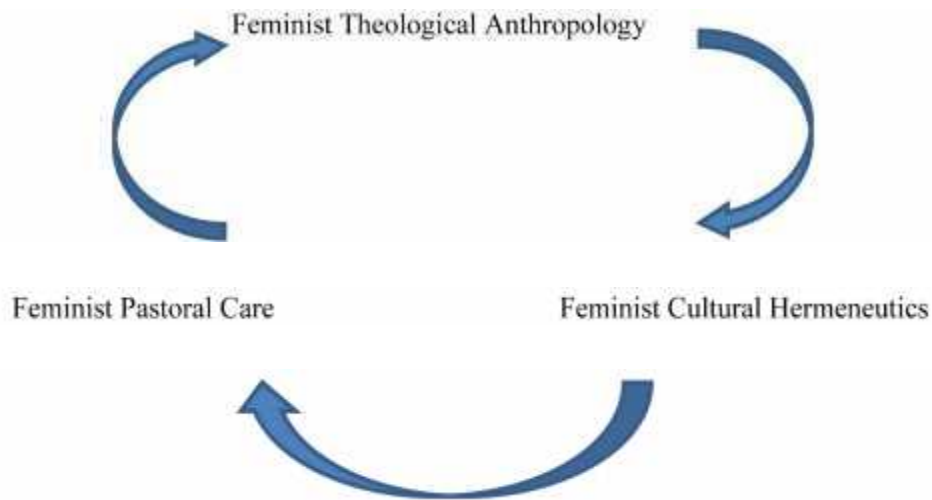 Feminist Theological Anthropology
Feminist Pastoral Care
Feminist Cultural Hermeneutics